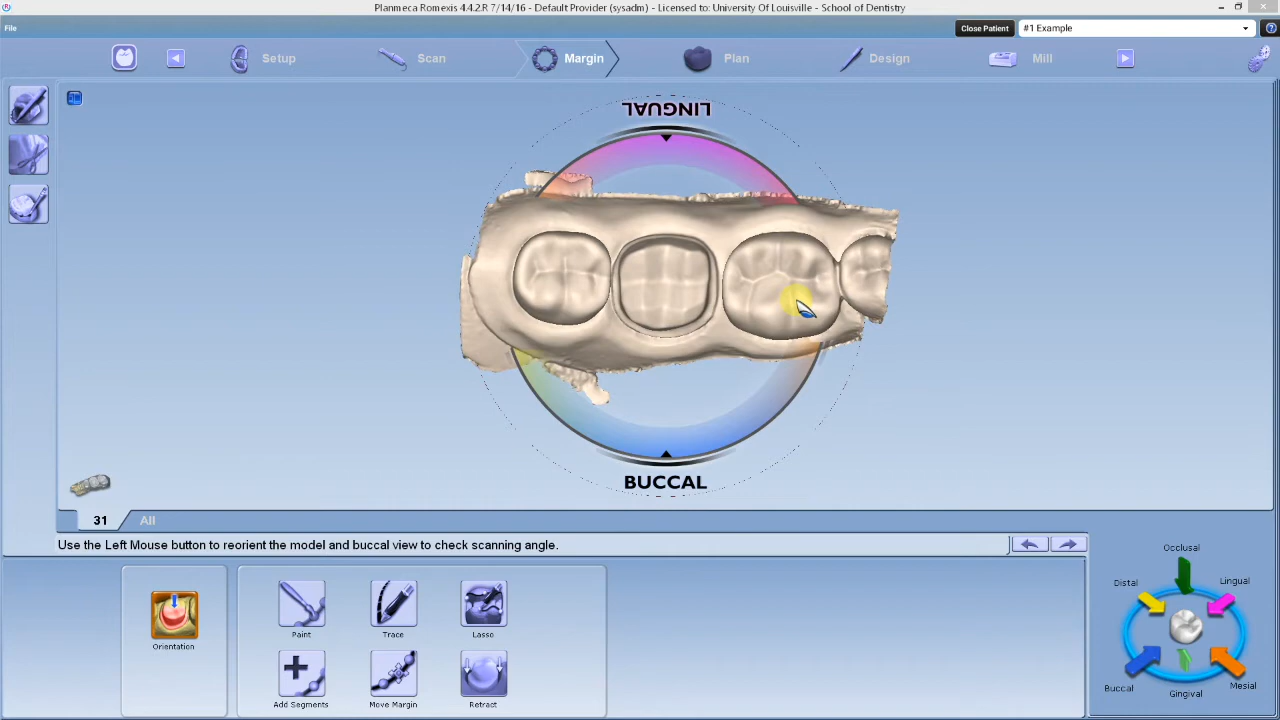 Planmeca Romexis 4.4.2.R 7/14/16 - Default Provider (sysadm) - Licensed to: University Of Louisville - School of Dentistry
File
Close Patient
#1 Example
?
Setup
Scan
Margin
Plan
Design
Mill
LINGUAL
BUCCAL
31
All
Use the Left Mouse button to reorient the model and buccal view to check scanning angle.
Orientation
Paint
Trace
Lasso
Add Segments
Move Margin
Retract
Occlusal
Distal
Lingual
Buccal
Mesial
Gingival